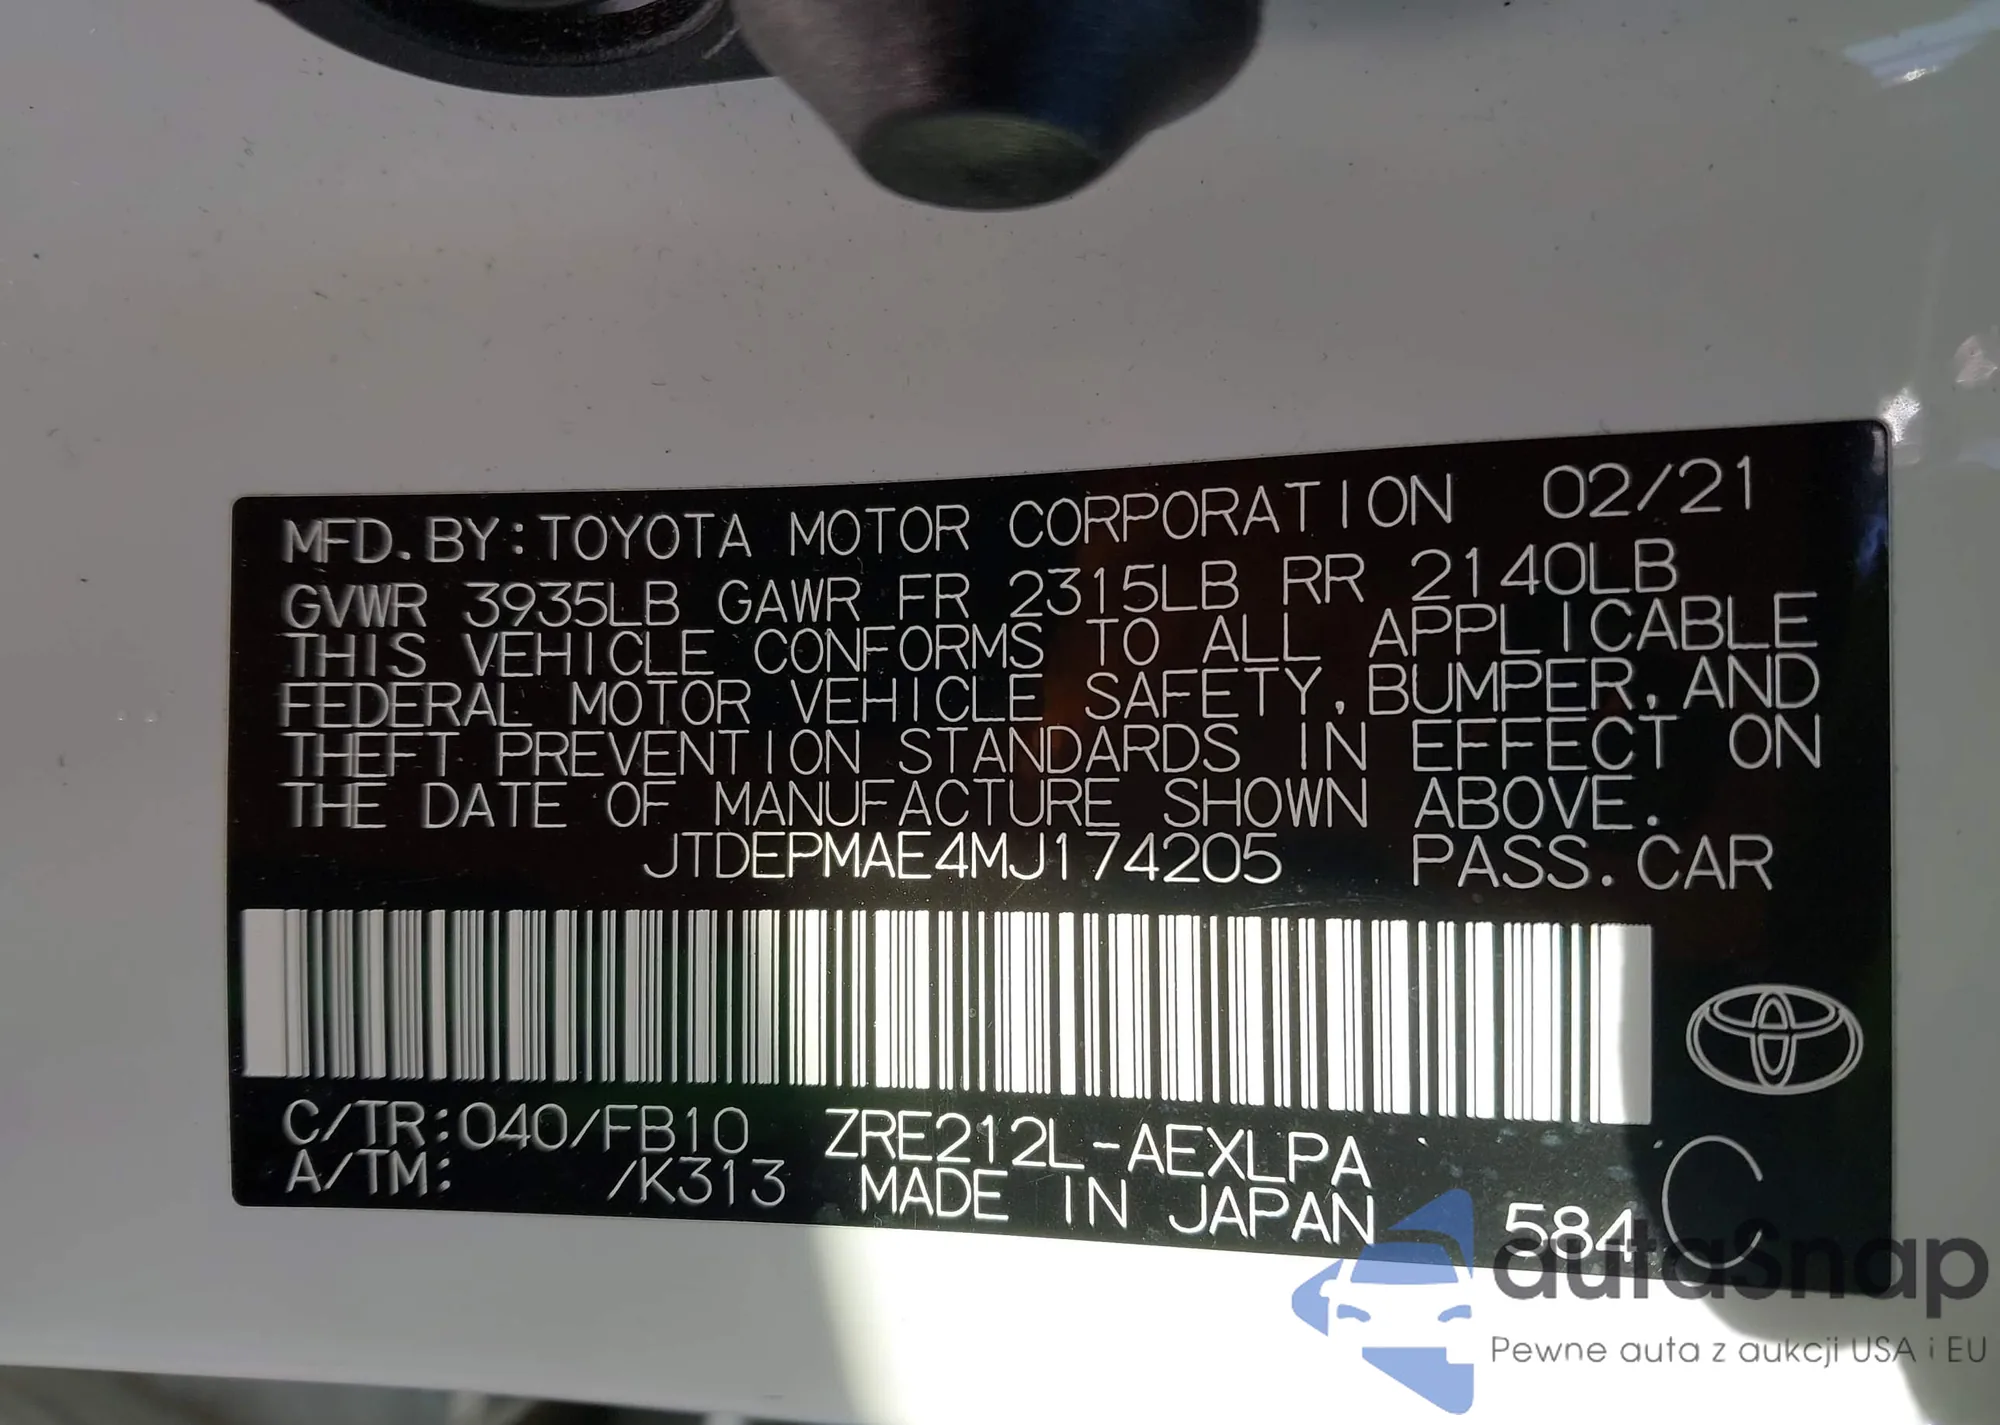 MFD. BY: TOYOTA MOTOR CORPORATION 02/21
GVWR 3935LB GAWR FR 2315LB RR 2140LB
THIS VEHICLE CONFORMS TO ALL APPLICABLE
FEDERAL MOTOR VEHICLE SAFETY, BUMPER, AND
THEFT PREVENTION STANDARDS IN EFFECT ON
THE DATE OF MANUFACTURE SHOWN ABOVE.
JTDEPMAE4MJ174205 PASS. CAR
C/TR:040/FB10 ZRE212L-AEXLPA
A/TM: /K313 MADE IN JAPAN 584 C
autaSnap
Pewne auta z aukcji USA i EU